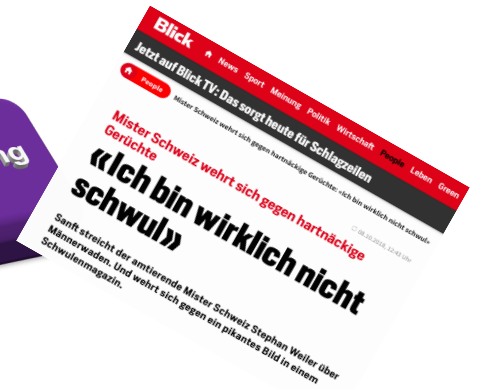 ng
Blick
News Sport Meinung Politik Wirtschaft People Leben Green
Jetzt auf Blick TV: Das sorgt heute für Schlagzeilen
People Mister Schweiz wehrt sich gegen hartnäckige Gerüchte: «Ich bin wirklich nicht schwul»
Mister Schweiz wehrt sich gegen hartnäckige
Gerüchte
«Ich bin wirklich nicht
schwul»
Sanft streicht der amtierende Mister Schweiz Stephan Weiler über
Männerwaden. Und wehrt sich gegen ein pikantes Bild in einem
Schwulenmagazin.